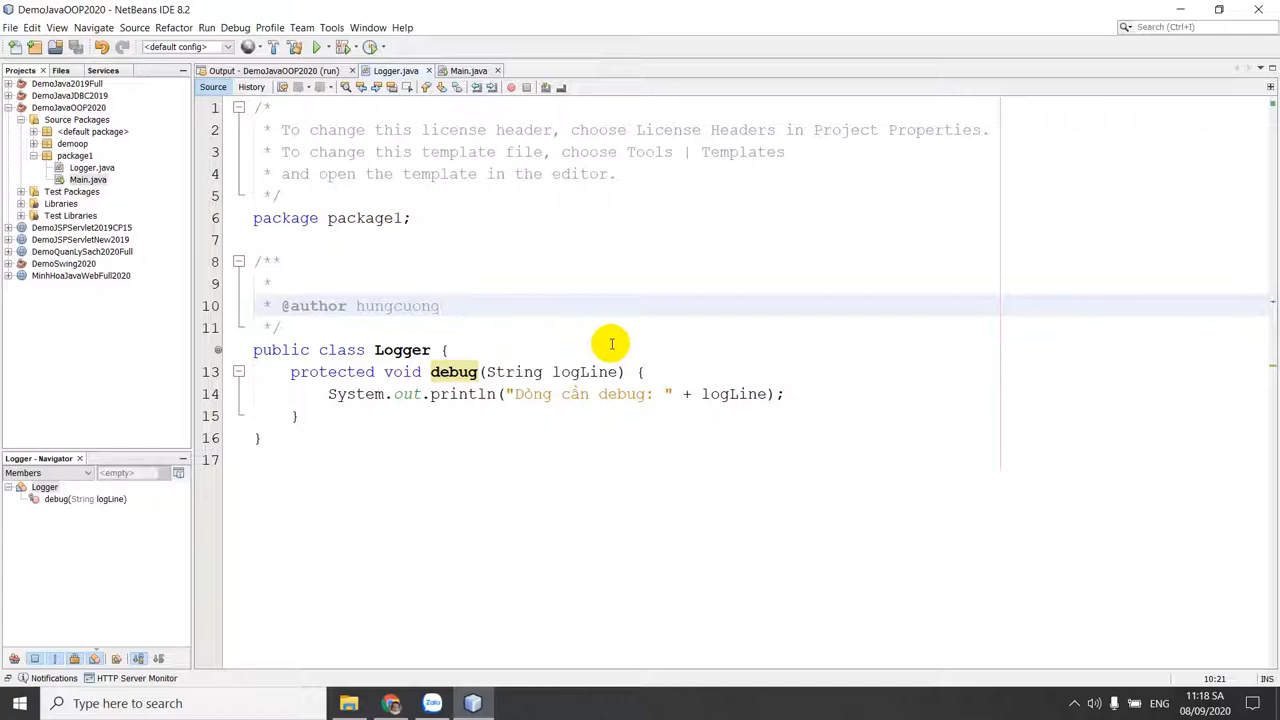 DemoJavaOOP2020 - NetBeans IDE 8.2
File Edit View Navigate Source Refactor Run Debug Profile Team Tools Window Help
Search (Ctrl+I)
<default config>
Projects Files Services
Output - DemoJavaOOP2020 (run) Logger.java Main.java
Source History
DemoJava2019Full
DemoJavaJDBC2019
DemoJavaOOP2020
Source Packages
<default package>
demoop
package1
Logger.java
Main.java
Test Packages
Libraries
Test Libraries
DemoJSPServlet2019CP15
DemoJSPServletNew2019
DemoQuanLySach2020Full
DemoSwing2020
MinhHoaJavaWebFull2020
1 /*
2 * To change this license header, choose License Headers in Project Properties.
3 * To change this template file, choose Tools | Templates
4 * and open the template in the editor.
5 */
6 package package1;
7
8 /**
9 *
10 * @author hungcuong
11 */
public class Logger {
13 protected void debug(String logLine) {
14 System.out.println("Dòng cần debug: " + logLine);
15 }
16 }
17
Logger - Navigator
Members <empty>
Logger
debug(String logLine)
Notifications HTTP Server Monitor
10:21 INS
Type here to search
Zalo
ENG
11:18 SA
08/09/2020